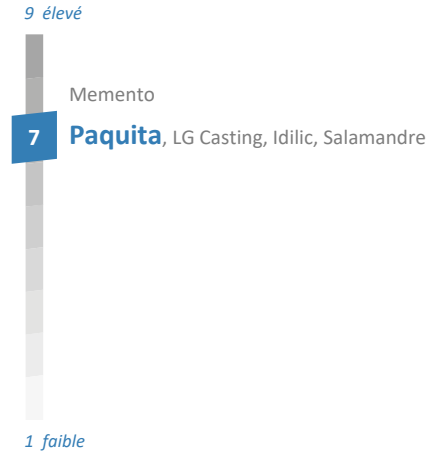 9 élevé
Memento
7 Paquita, LG Casting, Idilic, Salamandre
1 faible